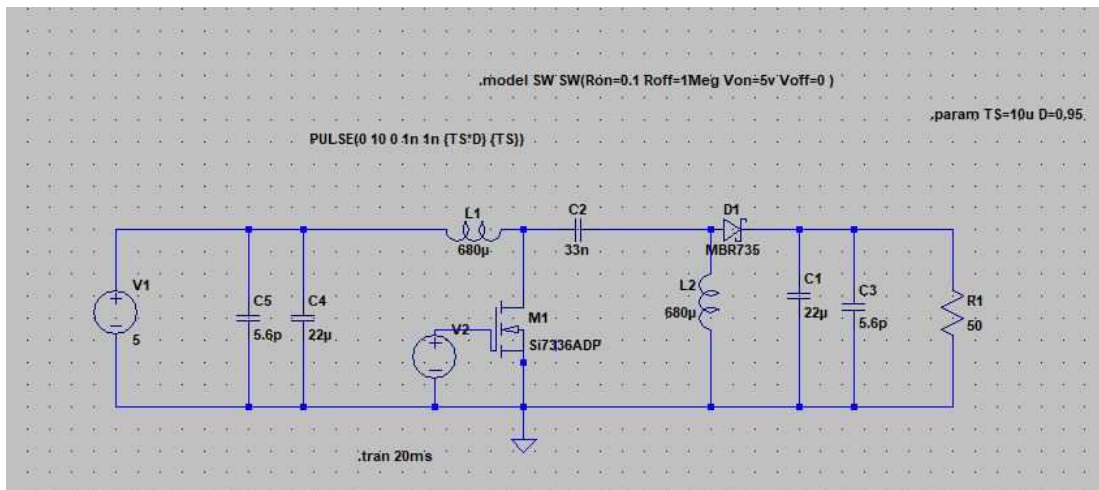 .model SW SW(Ron=0.1 Roff=1Meg Von=5v Voff=0 )
.param TS=10u D=0,95
PULSE(0 10 0 1n 1n {TS*D} {TS})
L1
680µ
C2
33n
D1
MBR735
V1
5
C5
5.6p
C4
22µ
V2
M1
Si7336ADP
L2
680µ
C1
22µ
C3
5.6p
R1
50
.tran 20ms